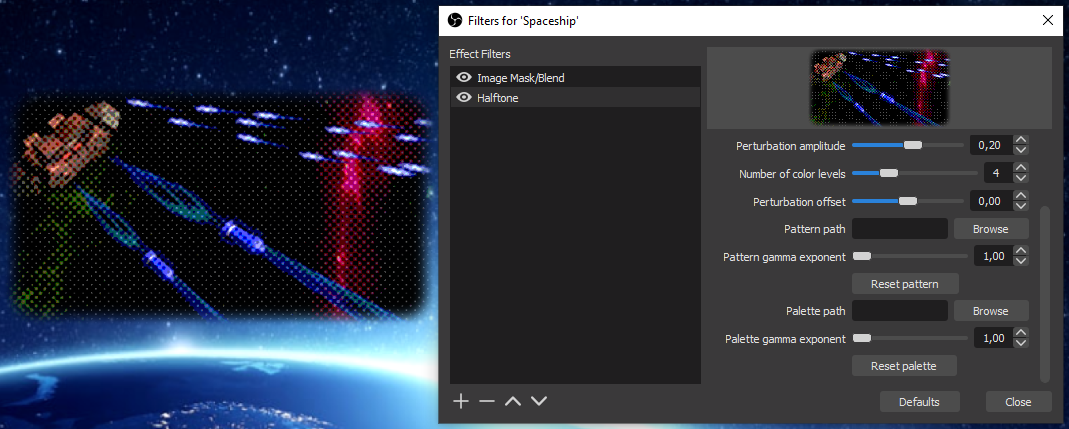 Filters for 'Spaceship'
Effect Filters
Image Mask/Blend
Halftone
Perturbation amplitude 0,20
Number of color levels 4
Perturbation offset 0,00
Pattern path Browse
Pattern gamma exponent 1,00
Reset pattern
Palette path Browse
Palette gamma exponent 1,00
Reset palette
Defaults Close